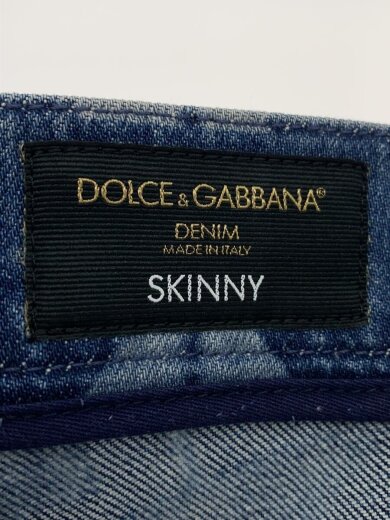 DOLCE & GABBANA®
DENIM
MADE IN ITALY
SKINNY